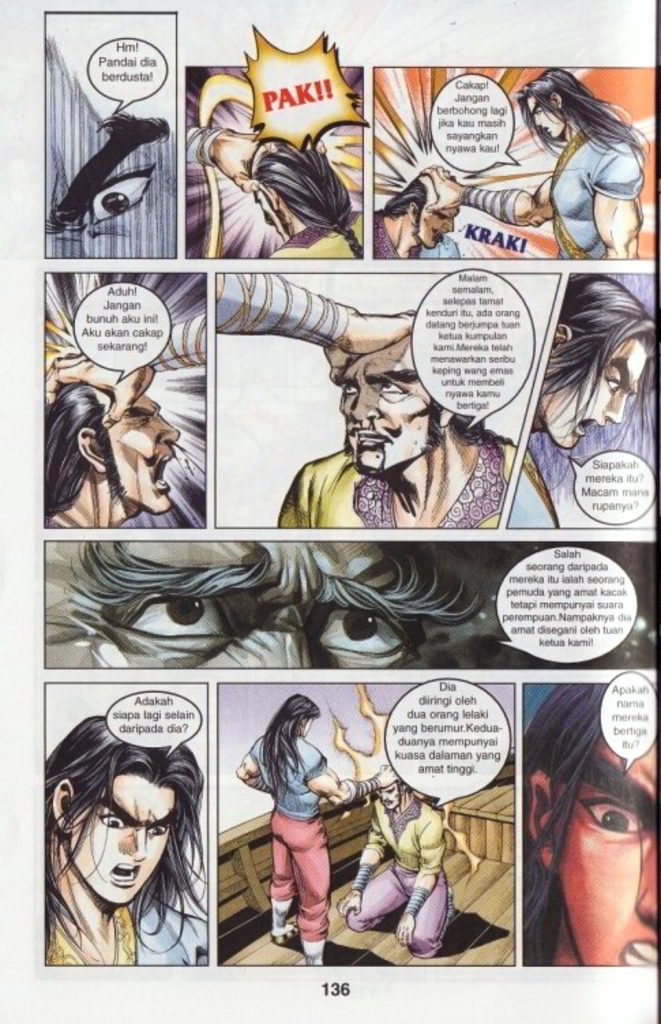 Hm!
Pandai dia
berdusta!
PAK!!
Cakap!
Jangan
berbohong lagi
jika kau masih
sayangkan
nyawa kau!
KRAK!
Aduh!
Jangan
bunuh aku ini!
Aku akan cakap
sekarang!
Malam
semalam,
selepas tamat
kenduri itu, ada orang
datang berjumpa tuan
ketua kumpulan
kami.Mereka telah
menawarkan seribu
keping wang emas
untuk membeli
nyawa kamu
bertiga!
Siapakah
mereka itu?
Macam mana
rupanya?
Salah
seorang daripada
mereka itu ialah seorang
pemuda yang amat kacak
tetapi mempunyai suara
perempuan.Nampaknya dia
amat disegani oleh tuan
ketua kami!
Adakah
siapa lagi selain
daripada dia?
Dia
diiringi oleh
dua orang lelaki
yang berumur.Kedua-
duanya mempunyai
kuasa dalaman yang
amat tinggi.
Apakah
nama
mereka
bertiga
itu?
136